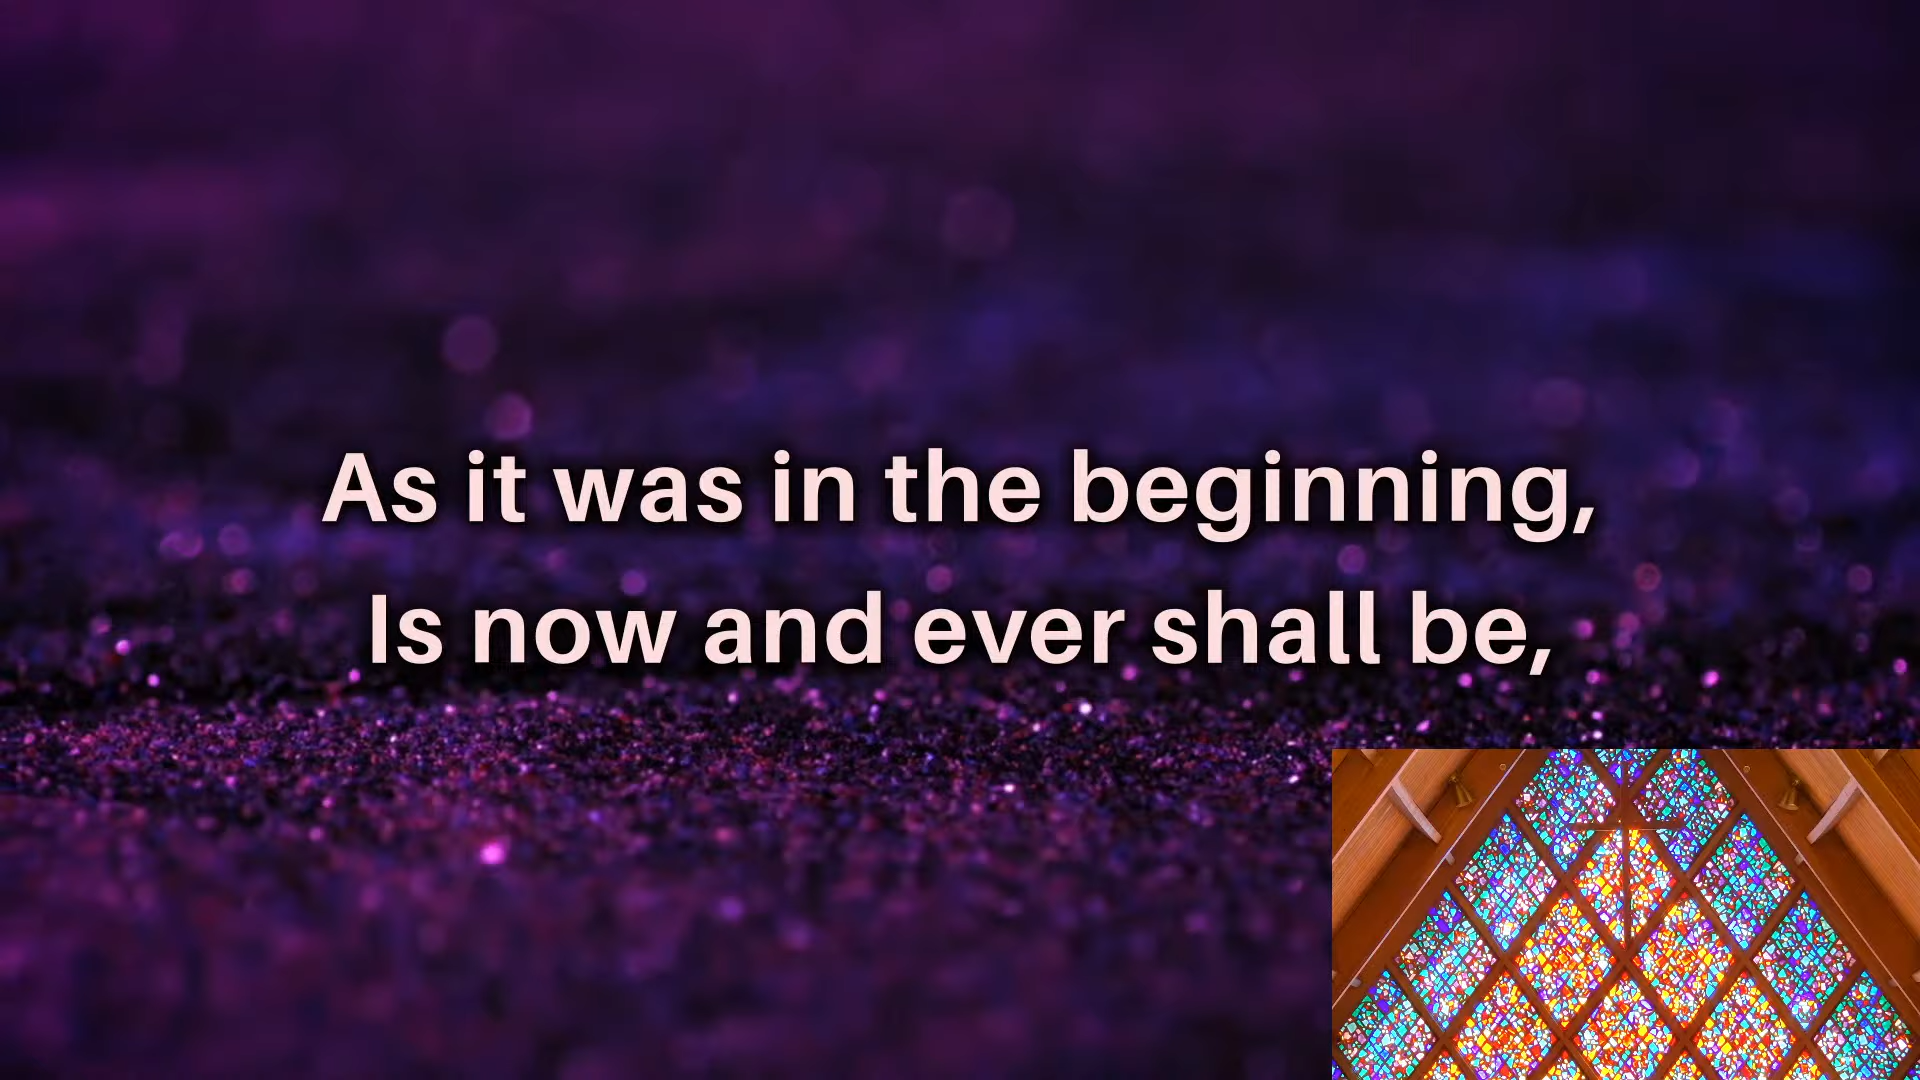 As it was in the beginning,
Is now and ever shall be,